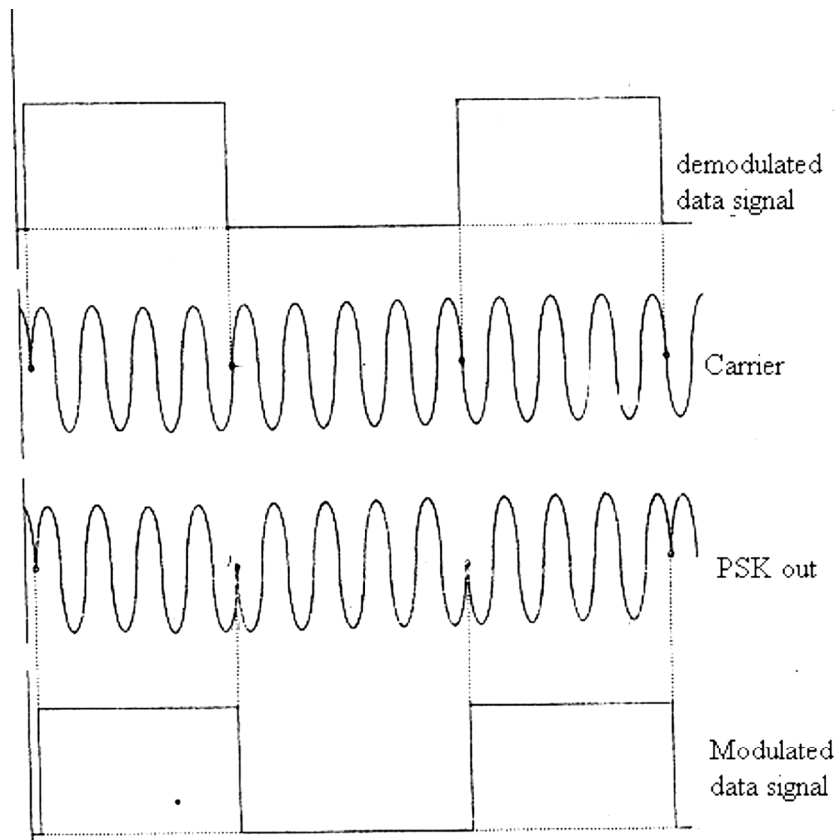 demodulated
data signal
Carrier
PSK out
Modulated
data signal